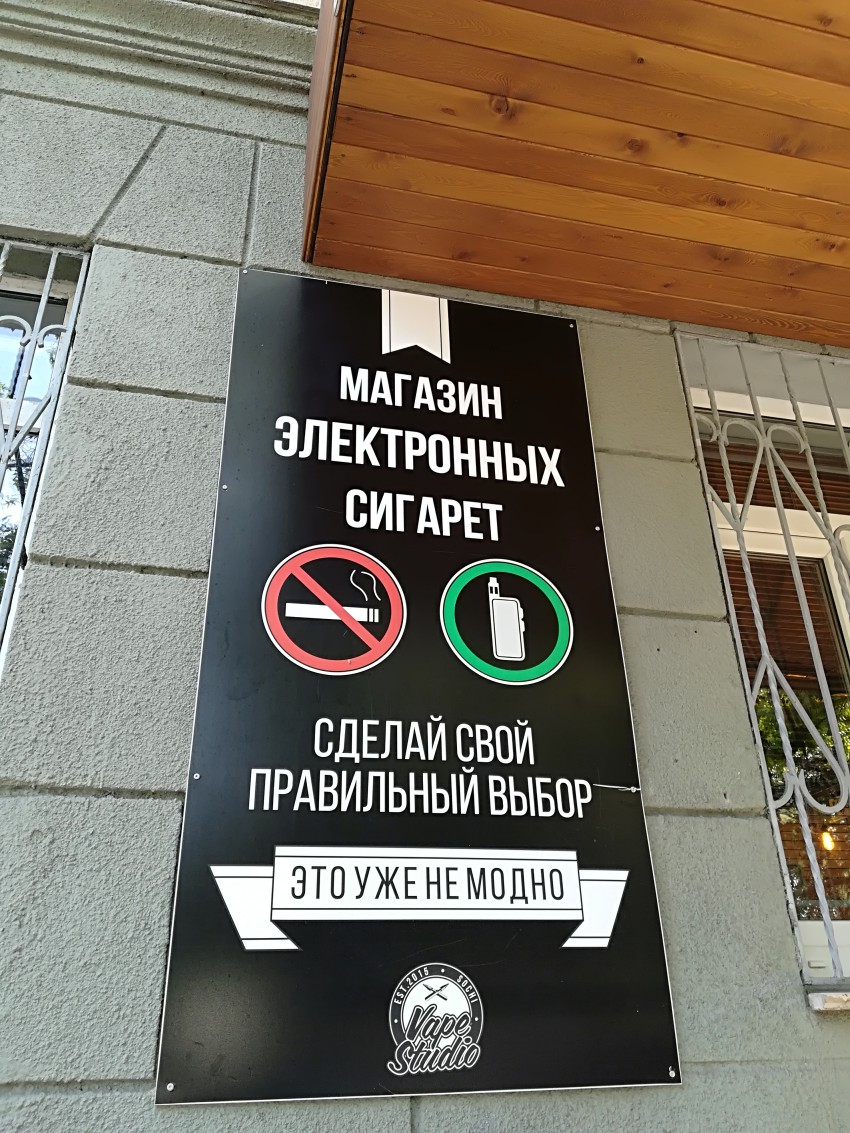 МАГАЗИН
ЭЛЕКТРОННЫХ
СИГАРЕТ
СДЕЛАЙ СВОЙ
ПРАВИЛЬНЫЙ ВЫБОР
ЭТО УЖЕ НЕ МОДНО
EST.2015 • SOCHI
Vape
Studio